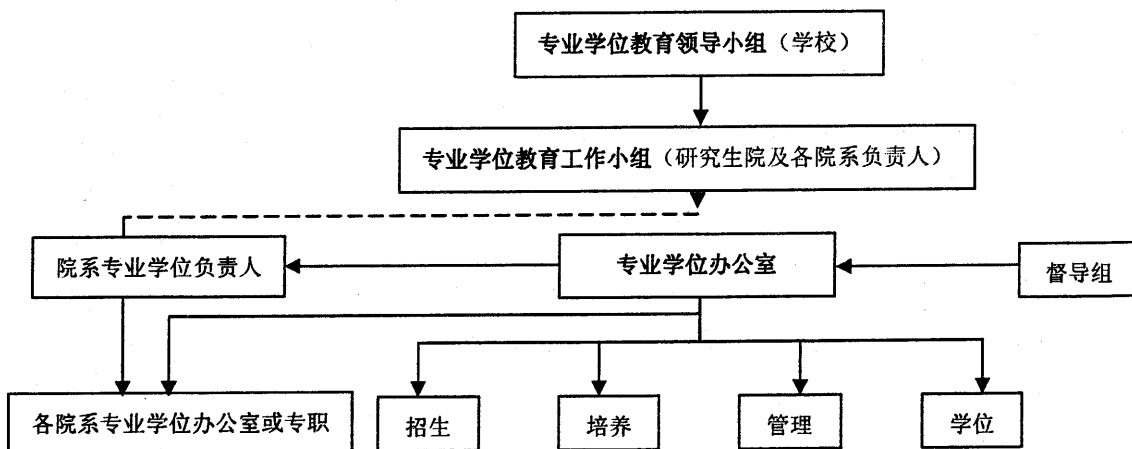 专业学位教育领导小组（学校）
专业学位教育工作小组（研究生院及各院系负责人）
院系专业学位负责人
专业学位办公室
督导组
各院系专业学位办公室或专职
招生
培养
管理
学位